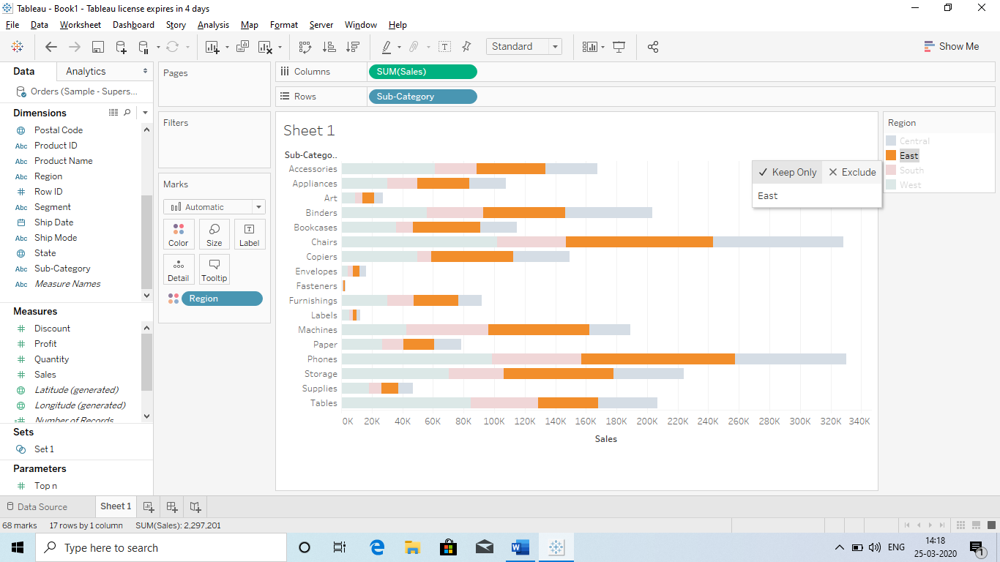 Tableau - Book1 - Tableau license expires in 4 days
File Data Worksheet Dashboard Story Analysis Map Format Server Window Help
Standard
Show Me
Data Analytics
Orders (Sample - Supers...
Dimensions
Postal Code
Abc Product ID
Abc Product Name
Abc Region
Row ID
Abc Segment
Ship Date
Abc Ship Mode
State
Abc Sub-Category
Abc Measure Names
Measures
Discount
Profit
Quantity
Sales
Latitude (generated)
Longitude (generated)
Number of Records
Sets
Set 1
Parameters
Top n
Pages
Filters
Marks
Automatic
Color Size Label
Detail Tooltip
Region
Columns SUM(Sales)
Rows Sub-Category
Sheet 1
Sub-Catego..
Accessories
Appliances
Art
Binders
Bookcases
Chairs
Copiers
Envelopes
Fasteners
Furnishings
Labels
Machines
Paper
Phones
Storage
Supplies
Tables
0K 20K 40K 60K 80K 100K 120K 140K 160K 180K 200K 220K 240K 260K 280K 300K 320K 340K
Sales
Keep Only Exclude
East
Region
Central
East
South
West
Data Source Sheet 1
68 marks 17 rows by 1 column SUM(Sales): 2,297,201
Type here to search
ENG
14:18
25-03-2020
1